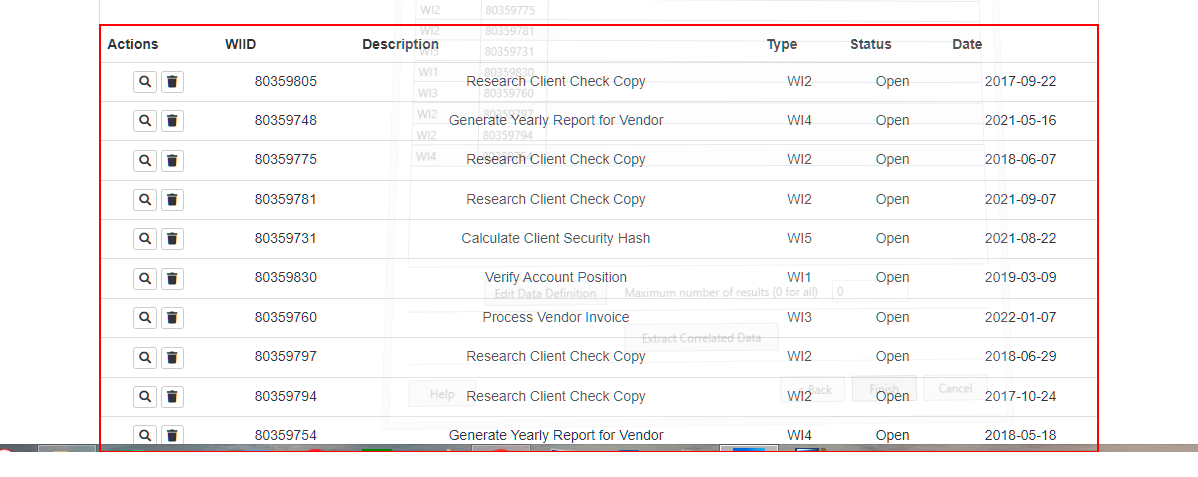 WI2 80359775
WI2 80359781
Actions WIID Description Type Status Date
WI5 80359731
WI1 80359830
80359805 Research Client Check Copy WI2 Open 2017-09-22
WI3 80359760
WI2 80359797
80359748 Generate Yearly Report for Vendor WI4 Open 2021-05-16
WI2 80359794
WI4 80359754
80359775 Research Client Check Copy WI2 Open 2018-06-07
80359781 Research Client Check Copy WI2 Open 2021-09-07
80359731 Calculate Client Security Hash WI5 Open 2021-08-22
80359830 Verify Account Position WI1 Open 2019-03-09
Edit Data Definition Maximum number of results (0 for all) 0
80359760 Process Vendor Invoice WI3 Open 2022-01-07
Extract Correlated Data
80359797 Research Client Check Copy WI2 Open 2018-06-29
Help < Back Finish Cancel
80359794 Research Client Check Copy WI2 Open 2017-10-24
80359754 Generate Yearly Report for Vendor WI4 Open 2018-05-18